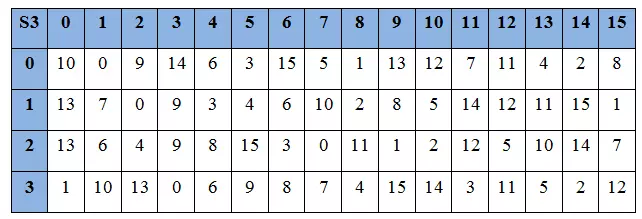 S3 0 1 2 3 4 5 6 7 8 9 10 11 12 13 14 15
0 10 0 9 14 6 3 15 5 1 13 12 7 11 4 2 8
1 13 7 0 9 3 4 6 10 2 8 5 14 12 11 15 1
2 13 6 4 9 8 15 3 0 11 1 2 12 5 10 14 7
3 1 10 13 0 6 9 8 7 4 15 14 3 11 5 2 12